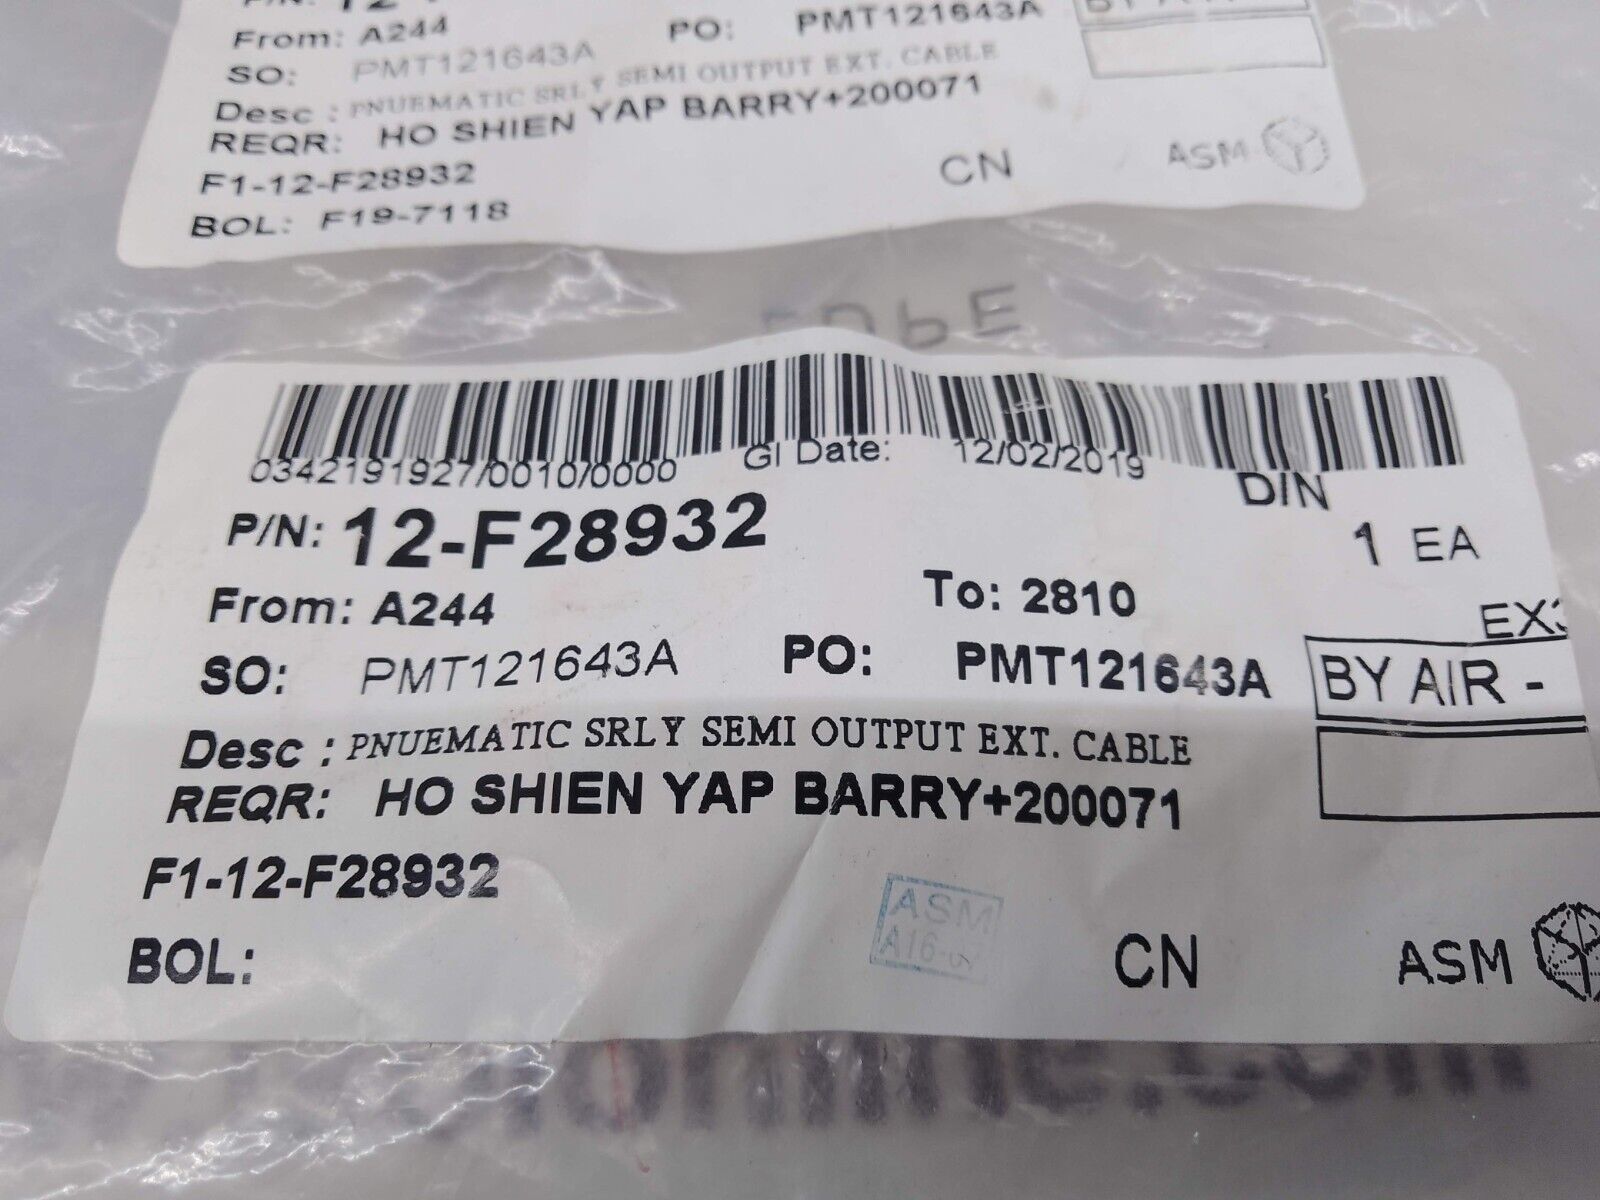 P/N: 12-
From: A244 PO: PMT121643A
SO: PMT121643A
Desc : PNUEMATIC SRLY SEMI OUTPUT EXT. CABLE
REQR: HO SHIEN YAP BARRY+200071
F1-12-F28932 CN ASM
BOL: F19-7118
0342191927/0010/0000 GI Date: 12/02/2019 DIN
P/N: 12-F28932 1 EA
From: A244 To: 2810
EX3
SO: PMT121643A PO: PMT121643A BY AIR -
Desc : PNUEMATIC SRLY SEMI OUTPUT EXT. CABLE
REQR: HO SHIEN YAP BARRY+200071
F1-12-F28932
ASM
BOL: CN ASM